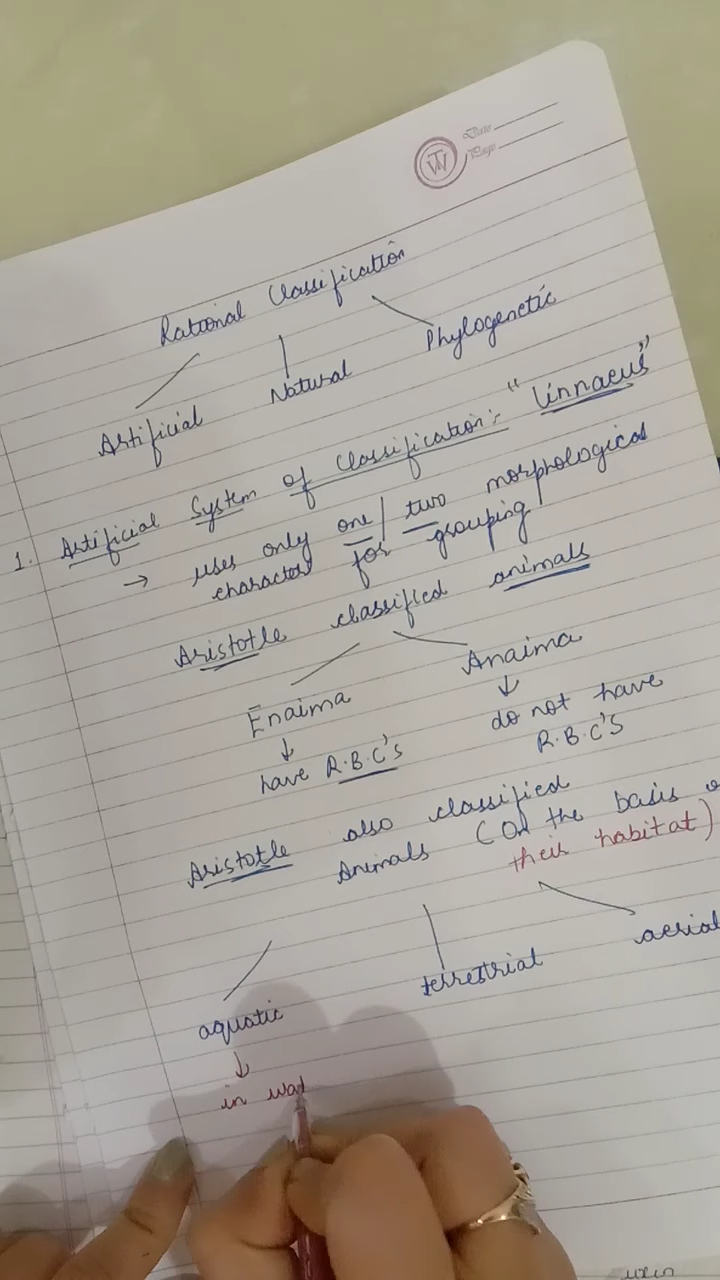 Date
Page
Rational Classification
Artificial Natural Phylogenetic
1. Artificial System of Classification:- "Linnaeus"
→ uses only one/two morphological
character for grouping
Aristotle classified animals
Enaima Anaima
↓ ↓
have R.B.C's do not have
R.B.C'S
Aristotle also classified
Animals (On the basis o
their habitat)
aquatic terrestrial aerial
↓
in wat